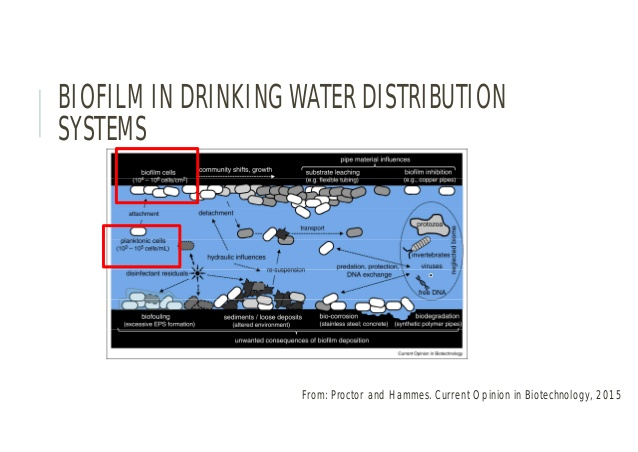 BIOFILM IN DRINKING WATER DISTRIBUTION
SYSTEMS
pipe material influences
biofilm cells
community shifts, growth
substrate leaching
biofilm inhibition
(e.g. flexible tubing)
(e.g., copper pipes)
attachment
detachment
transport
protozoa
planktonic cells
invertebrates
neglected biome
hydraulic influences
viruses
disinfectant residuals
re-suspension
predation, protection,
DNA exchange
free DNA
biofouling
sediments / loose deposits
bio-corrosion
biodegradation
(excessive EPS formation)
(altered environment)
(stainless steel, concrete)
(synthetic polymer pipes)
unwanted consequences of biofilm deposition
Current Opinion in Biotechnology
From: Proctor and Hammes. Current Opinion in Biotechnology, 2015